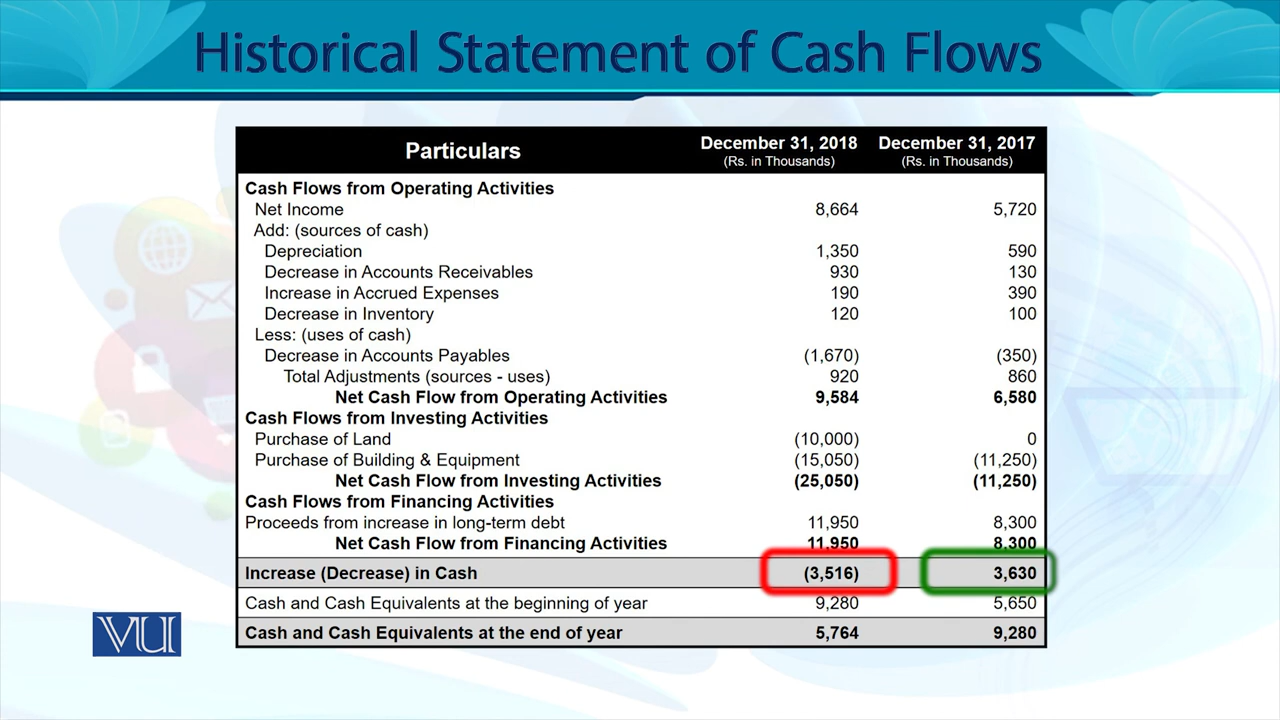 Historical Statement of Cash Flows
Particulars December 31, 2018 December 31, 2017
(Rs. in Thousands) (Rs. in Thousands)
Cash Flows from Operating Activities
Net Income 8,664 5,720
Add: (sources of cash)
Depreciation 1,350 590
Decrease in Accounts Receivables 930 130
Increase in Accrued Expenses 190 390
Decrease in Inventory 120 100
Less: (uses of cash)
Decrease in Accounts Payables (1,670) (350)
Total Adjustments (sources - uses) 920 860
Net Cash Flow from Operating Activities 9,584 6,580
Cash Flows from Investing Activities
Purchase of Land (10,000) 0
Purchase of Building & Equipment (15,050) (11,250)
Net Cash Flow from Investing Activities (25,050) (11,250)
Cash Flows from Financing Activities
Proceeds from increase in long-term debt 11,950 8,300
Net Cash Flow from Financing Activities 11,950 8,300
Increase (Decrease) in Cash (3,516) 3,630
Cash and Cash Equivalents at the beginning of year 9,280 5,650
Cash and Cash Equivalents at the end of year 5,764 9,280
VU